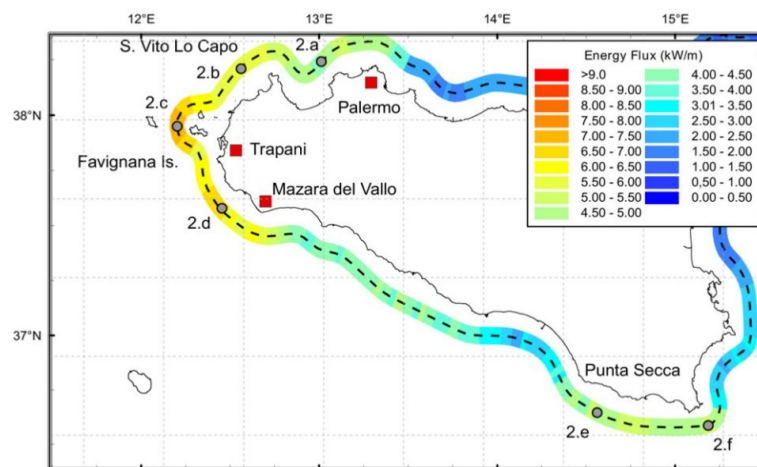 12°E 13°E 14°E 15°E
S. Vito Lo Capo 2.a
2.b
2.c
38°N
Palermo
Favignana Is.
Trapani
Mazara del Vallo
2.d
37°N
Punta Secca
2.e
2.f
Energy Flux (kW/m)
>9.0 4.00 - 4.50
8.50 - 9.00 3.50 - 4.00
8.00 - 8.50 3.01 - 3.50
7.50 - 8.00 2.50 - 3.00
7.00 - 7.50 2.00 - 2.50
6.50 - 7.00 1.50 - 2.00
6.00 - 6.50 1.00 - 1.50
5.50 - 6.00 0,50 - 1.00
5.00 - 5.50 0.00 - 0.50
4.50 - 5.00